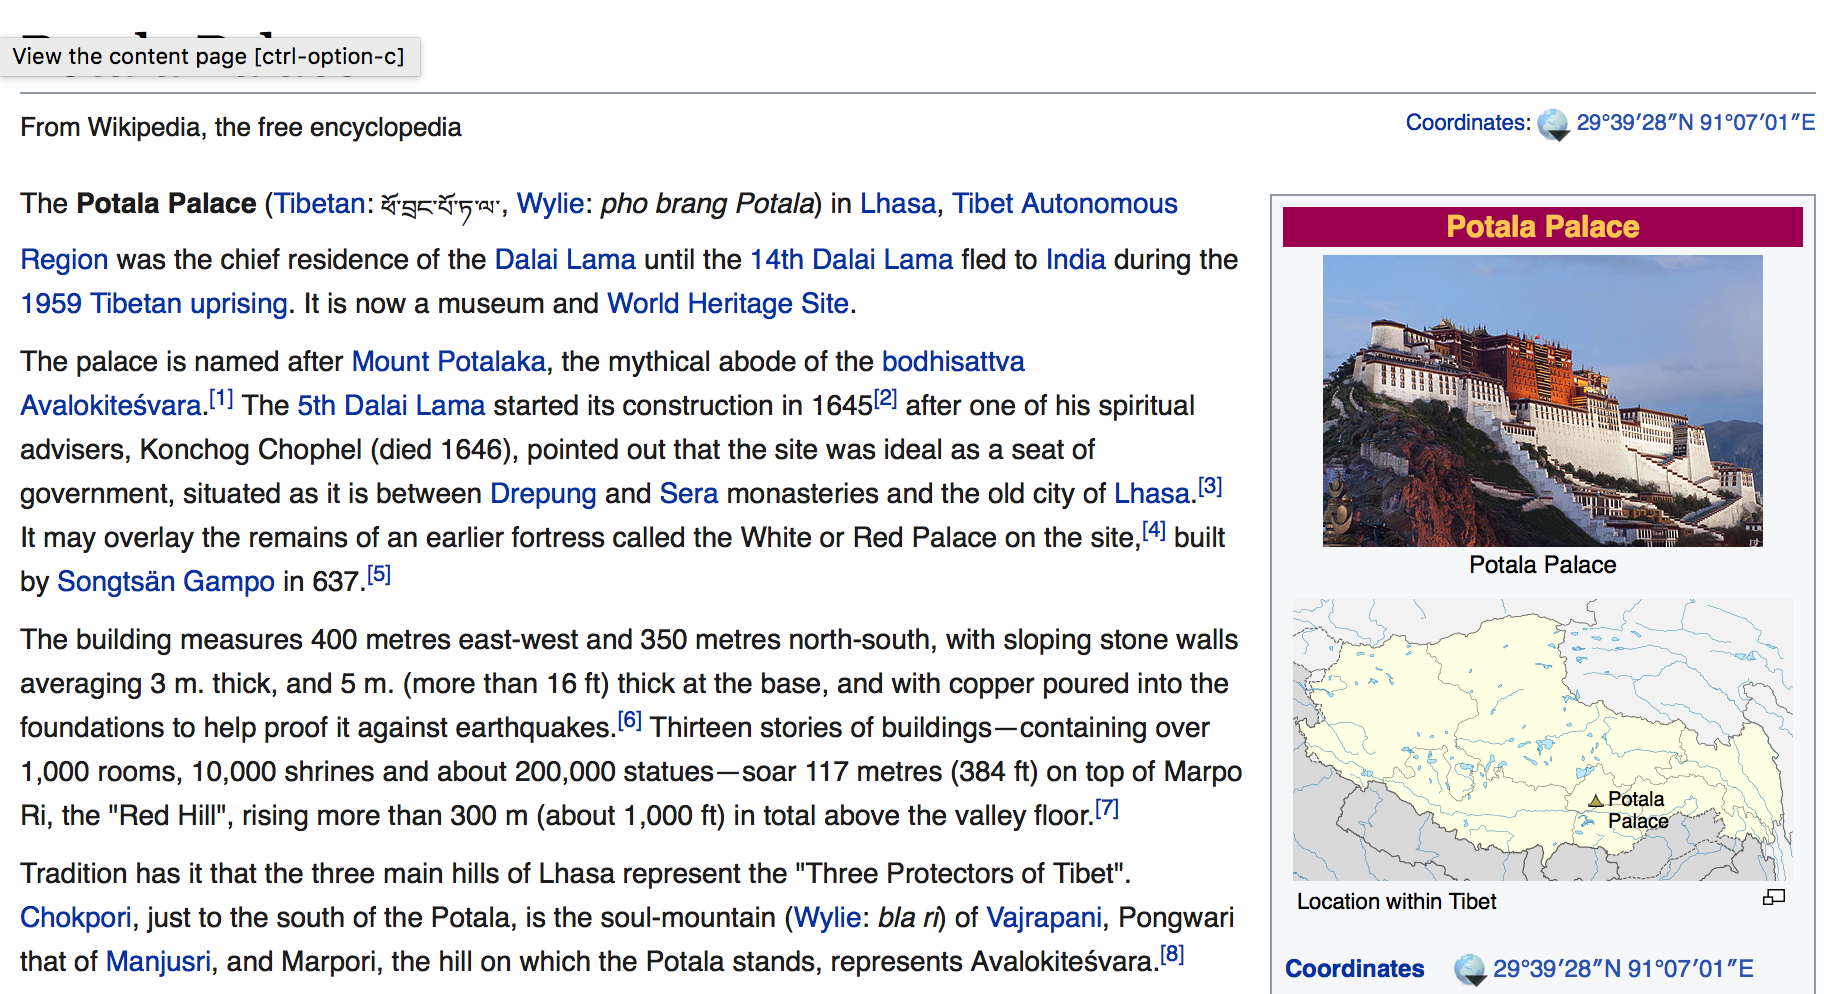 View the content page [ctrl-option-c]
From Wikipedia, the free encyclopedia
Coordinates: 29°39′28″N 91°07′01″E
The Potala Palace (Tibetan: ཕོ་བྲང་པོ་ཏ་ལ་, Wylie: pho brang Potala) in Lhasa, Tibet Autonomous
Region was the chief residence of the Dalai Lama until the 14th Dalai Lama fled to India during the
1959 Tibetan uprising. It is now a museum and World Heritage Site.
The palace is named after Mount Potalaka, the mythical abode of the bodhisattva
Avalokiteśvara.[1] The 5th Dalai Lama started its construction in 1645[2] after one of his spiritual
advisers, Konchog Chophel (died 1646), pointed out that the site was ideal as a seat of
government, situated as it is between Drepung and Sera monasteries and the old city of Lhasa.[3]
It may overlay the remains of an earlier fortress called the White or Red Palace on the site,[4] built
by Songtsän Gampo in 637.[5]
The building measures 400 metres east-west and 350 metres north-south, with sloping stone walls
averaging 3 m. thick, and 5 m. (more than 16 ft) thick at the base, and with copper poured into the
foundations to help proof it against earthquakes.[6] Thirteen stories of buildings—containing over
1,000 rooms, 10,000 shrines and about 200,000 statues—soar 117 metres (384 ft) on top of Marpo
Ri, the "Red Hill", rising more than 300 m (about 1,000 ft) in total above the valley floor.[7]
Tradition has it that the three main hills of Lhasa represent the "Three Protectors of Tibet".
Chokpori, just to the south of the Potala, is the soul-mountain (Wylie: bla ri) of Vajrapani, Pongwari
that of Manjusri, and Marpori, the hill on which the Potala stands, represents Avalokiteśvara.[8]
Potala Palace
Potala Palace
Potala
Palace
Location within Tibet
Coordinates 29°39′28″N 91°07′01″E